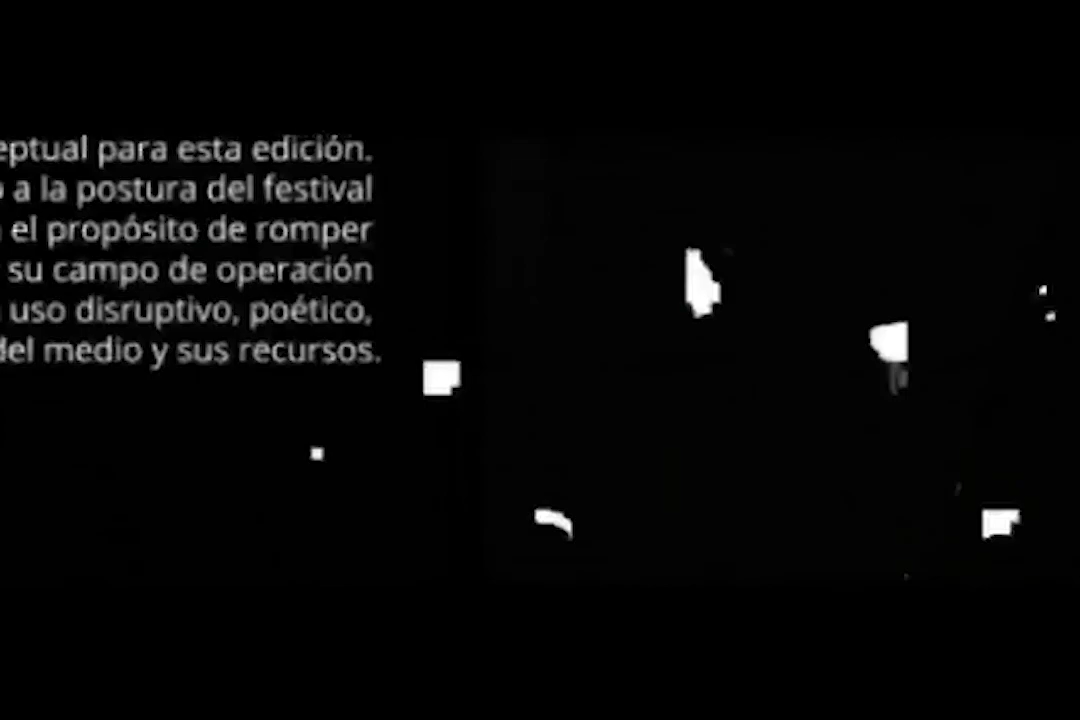 eptual para esta edición.
a la postura del festival
el propósito de romper
su campo de operación
uso disruptivo, poético,
del medio y sus recursos.